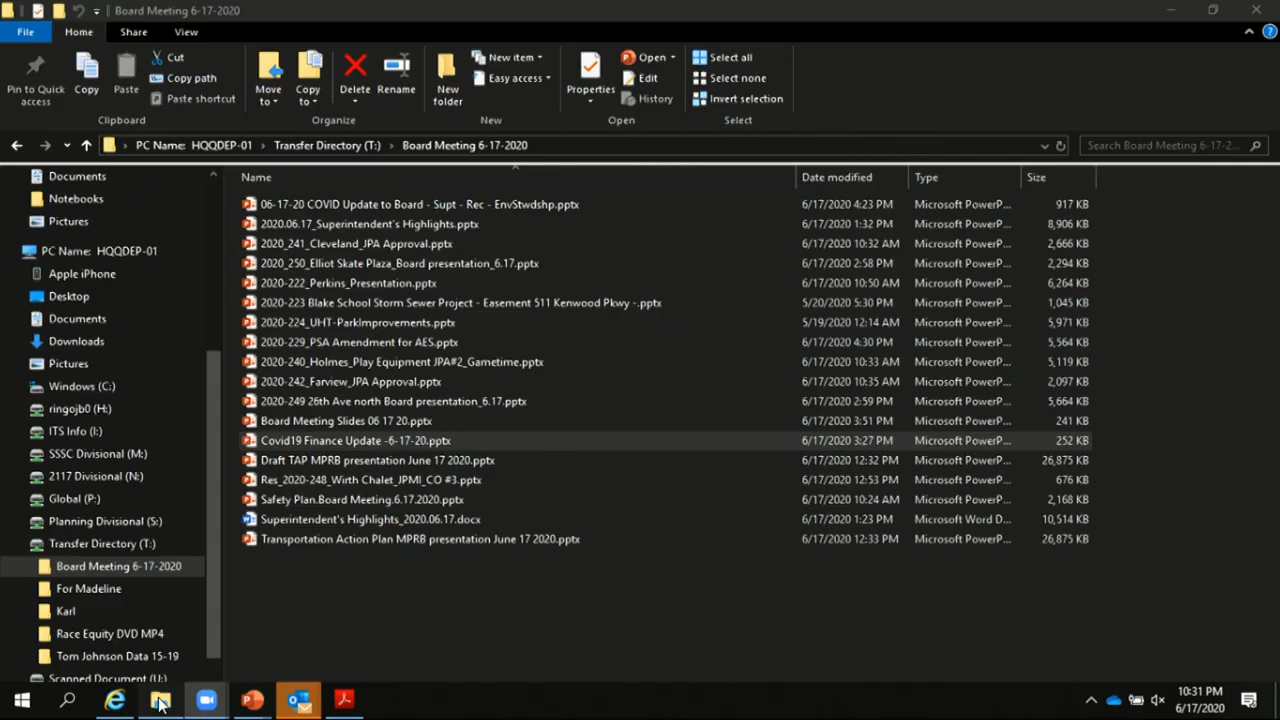 Board Meeting 6-17-2020
File
Home
Share
View
Pin to Quick access
Copy
Paste
Cut
Copy path
Paste shortcut
Move to
Copy to
Delete
Rename
New folder
New item
Easy access
Properties
Open
Edit
History
Select all
Select none
Invert selection
Clipboard
Organize
New
Open
Select
PC Name: HQQDEP-01 › Transfer Directory (T:) › Board Meeting 6-17-2020
Search Board Meeting 6-17-2...
Documents
Notebooks
Pictures
PC Name: HQQDEP-01
Apple iPhone
Desktop
Documents
Downloads
Pictures
Windows (C:)
ringojb0 (H:)
ITS Info (I:)
SSSC Divisional (M:)
2117 Divisional (N:)
Global (P:)
Planning Divisional (S:)
Transfer Directory (T:)
Board Meeting 6-17-2020
For Madeline
Karl
Race Equity DVD MP4
Tom Johnson Data 15-19
Scanned Document (U:)
Name Date modified Type Size
06-17-20 COVID Update to Board - Supt - Rec - EnvStwdshp.pptx 6/17/2020 4:23 PM Microsoft PowerP... 917 KB
2020.06.17_Superintendent's Highlights.pptx 6/17/2020 1:32 PM Microsoft PowerP... 8,906 KB
2020_241_Cleveland_JPA Approval.pptx 6/17/2020 10:32 AM Microsoft PowerP... 2,666 KB
2020_250_Elliot Skate Plaza_Board presentation_6.17.pptx 6/17/2020 2:58 PM Microsoft PowerP... 2,294 KB
2020-222_Perkins_Presentation.pptx 6/17/2020 10:50 AM Microsoft PowerP... 6,264 KB
2020-223 Blake School Storm Sewer Project - Easement 511 Kenwood Pkwy -.pptx 5/20/2020 5:30 PM Microsoft PowerP... 1,045 KB
2020-224_UHT-ParkImprovements.pptx 5/19/2020 12:14 AM Microsoft PowerP... 5,971 KB
2020-229_PSA Amendment for AES.pptx 6/17/2020 4:30 PM Microsoft PowerP... 5,564 KB
2020-240_Holmes_Play Equipment JPA#2_Gametime.pptx 6/17/2020 10:33 AM Microsoft PowerP... 5,119 KB
2020-242_Farview_JPA Approval.pptx 6/17/2020 10:35 AM Microsoft PowerP... 2,097 KB
2020-249 26th Ave north Board presentation_6.17.pptx 6/17/2020 2:59 PM Microsoft PowerP... 5,664 KB
Board Meeting Slides 06 17 20.pptx 6/17/2020 3:51 PM Microsoft PowerP... 241 KB
Covid19 Finance Update -6-17-20.pptx 6/17/2020 3:27 PM Microsoft PowerP... 252 KB
Draft TAP MPRB presentation June 17 2020.pptx 6/17/2020 12:32 PM Microsoft PowerP... 26,875 KB
Res_2020-248_Wirth Chalet_JPMI_CO #3.pptx 6/17/2020 12:53 PM Microsoft PowerP... 676 KB
Safety Plan.Board Meeting.6.17.2020.pptx 6/17/2020 10:24 AM Microsoft PowerP... 2,168 KB
Superintendent's Highlights_2020.06.17.docx 6/17/2020 1:23 PM Microsoft Word D... 10,514 KB
Transportation Action Plan MPRB presentation June 17 2020.pptx 6/17/2020 12:33 PM Microsoft PowerP... 26,875 KB
10:31 PM
6/17/2020